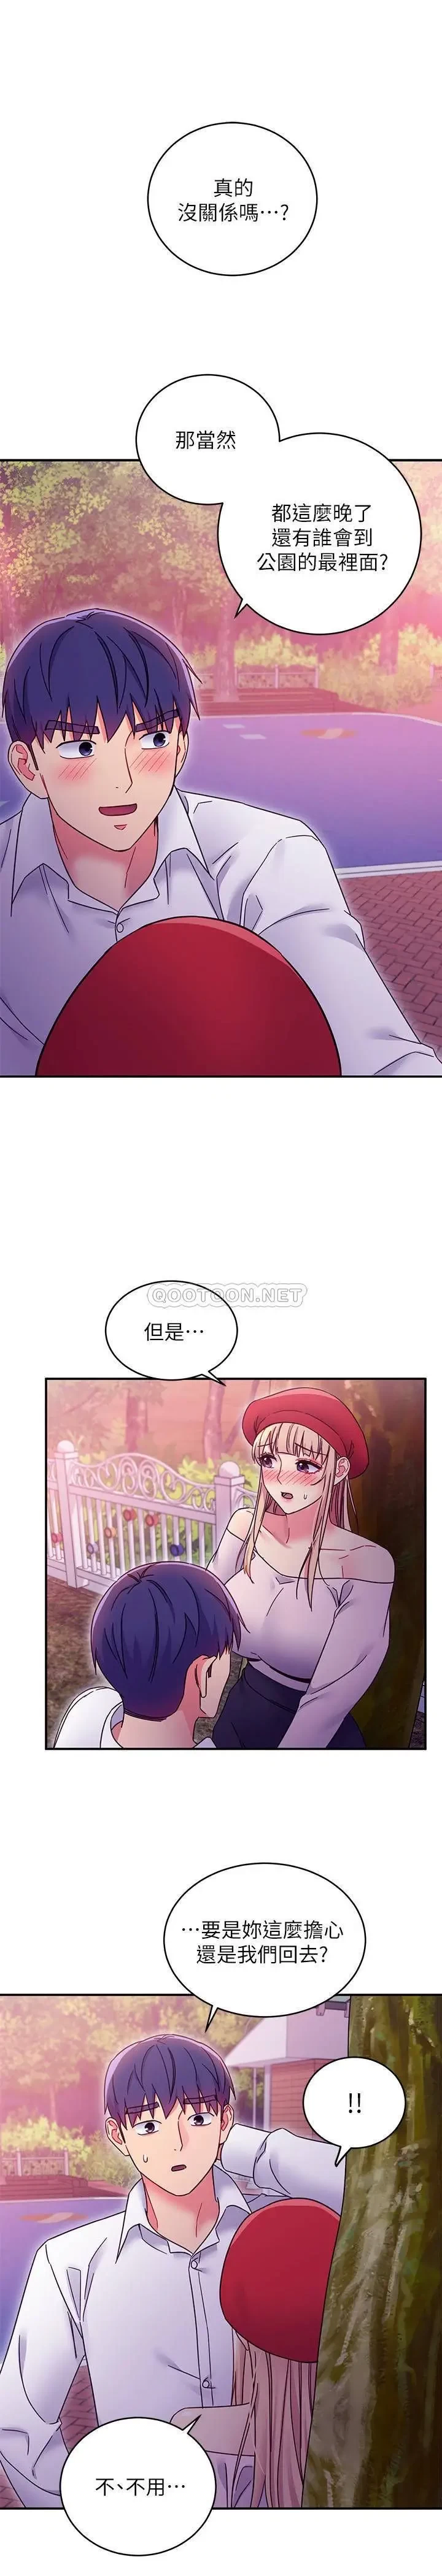 真的
沒關係嗎…?
那當然
都這麼晚了
還有誰會到
公園的最裡面?
QOOTOON.NET
但是…
…要是妳這麼擔心
還是我們回去?
!!
不、不用…